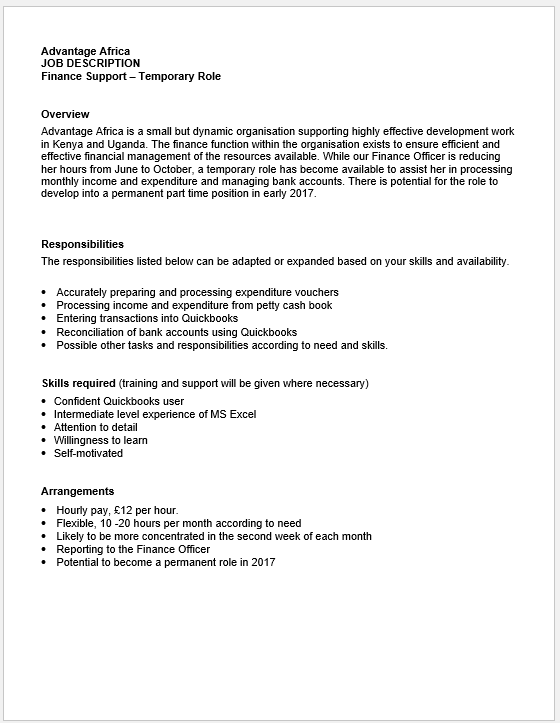 Advantage Africa
JOB DESCRIPTION
Finance Support – Temporary Role
Overview
Advantage Africa is a small but dynamic organisation supporting highly effective development work
in Kenya and Uganda. The finance function within the organisation exists to ensure efficient and
effective financial management of the resources available. While our Finance Officer is reducing
her hours from June to October, a temporary role has become available to assist her in processing
monthly income and expenditure and managing bank accounts. There is potential for the role to
develop into a permanent part time position in early 2017.
Responsibilities
The responsibilities listed below can be adapted or expanded based on your skills and availability.
• Accurately preparing and processing expenditure vouchers
• Processing income and expenditure from petty cash book
• Entering transactions into Quickbooks
• Reconciliation of bank accounts using Quickbooks
• Possible other tasks and responsibilities according to need and skills.
Skills required (training and support will be given where necessary)
• Confident Quickbooks user
• Intermediate level experience of MS Excel
• Attention to detail
• Willingness to learn
• Self-motivated
Arrangements
• Hourly pay, £12 per hour.
• Flexible, 10 -20 hours per month according to need
• Likely to be more concentrated in the second week of each month
• Reporting to the Finance Officer
• Potential to become a permanent role in 2017